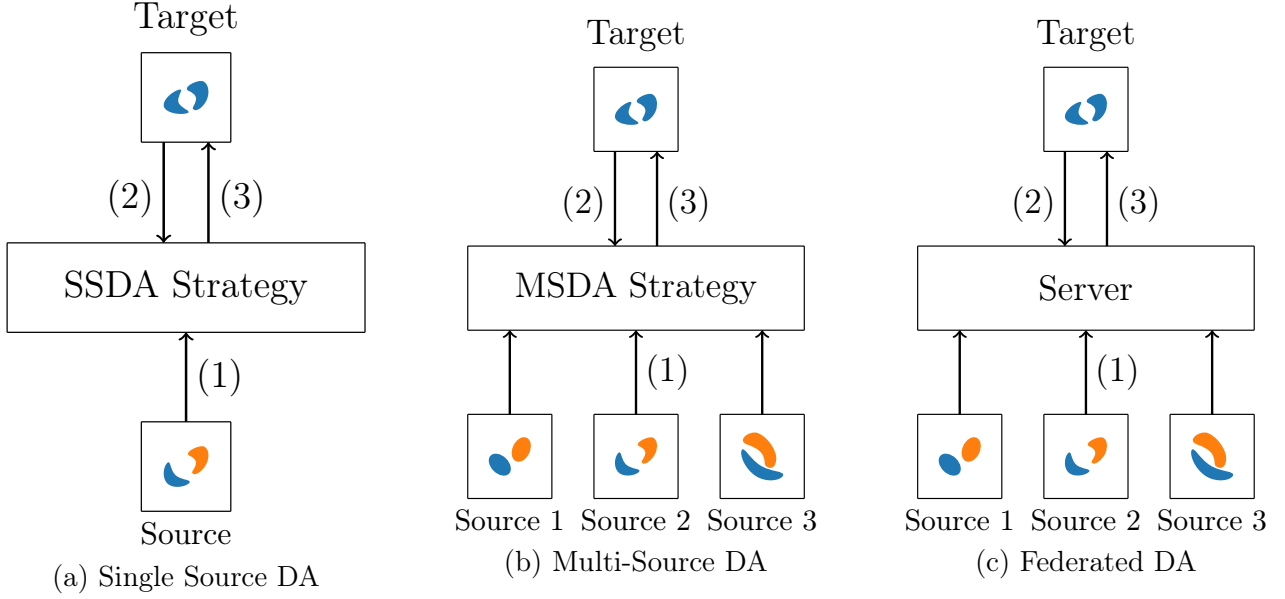 Target
(2)
(3)
SSDA Strategy
(1)
Source
(a) Single Source DA
Target
(2)
(3)
MSDA Strategy
(1)
Source 1
Source 2
Source 3
(b) Multi-Source DA
Target
(2)
(3)
Server
(1)
Source 1
Source 2
Source 3
(c) Federated DA